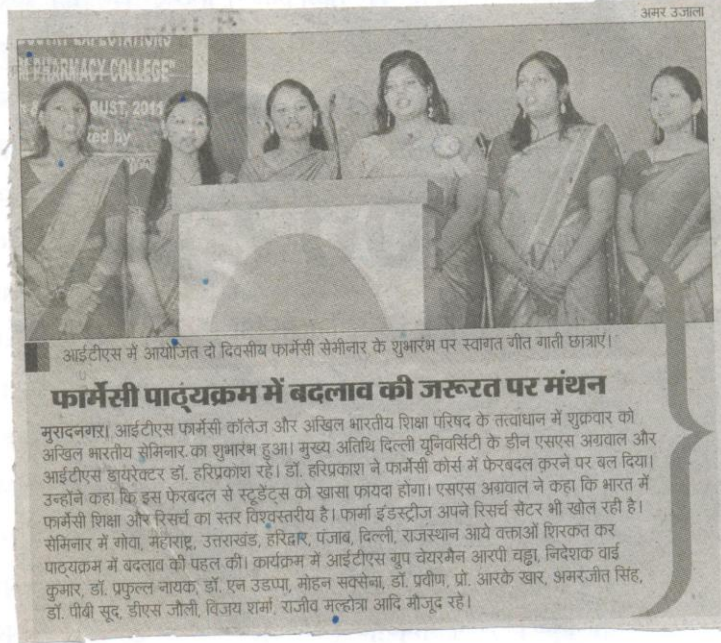 अमर उजाला
M PHARMACY COLLEGE"
UST, 2011
ed by
आईटीएस में आयोजित दो दिवसीय फार्मेसी सेमीनार के शुभारंभ पर स्वागत गीत गाती छात्राएं।
फार्मेसी पाठ्यक्रम में बदलाव की जरूरत पर मंथन
मुरादनगर। आईटीएस फार्मेसी कॉलेज और अखिल भारतीय शिक्षा परिषद के तत्वाधान में शुक्रवार को
अखिल भारतीय सेमिनार का शुभारंभ हुआ। मुख्य अतिथि दिल्ली यूनिवर्सिटी के डीन एसएस अग्रवाल और
आईटीएस डायरेक्टर डॉ. हरिप्रकाश रहे। डॉ. हरिप्रकाश ने फार्मेसी कोर्स में फेरबदल करने पर बल दिया।
उन्होंने कहा कि इस फेरबदल से स्टूडेंट्स को खासा फायदा होगा। एसएस अग्रवाल ने कहा कि भारत में
फार्मेसी शिक्षा और रिसर्च का स्तर विश्वस्तरीय है। फार्मा इंडस्ट्रीज अपने रिसर्च सेंटर भी खोल रही है।
सेमिनार में गोवा, महाराष्ट्र, उत्तराखंड, हरिद्वार, पंजाब, दिल्ली, राजस्थान आये वक्ताओं शिरकत कर
पाठ्यक्रम में बदलाव की पहल की। कार्यक्रम में आईटीएस ग्रुप चेयरमैन आरपी चड्ढा, निदेशक वाई
कुमार, डॉ. प्रफुल्ल नायक, डॉ. एन उडप्पा, मोहन सक्सेना, डॉ. प्रवीण, प्रो. आरके खार, अमरजीत सिंह,
डॉ. पीबी सूद, डीएस जौली, विजय शर्मा, राजीव मल्होत्रा आदि मौजूद रहे।